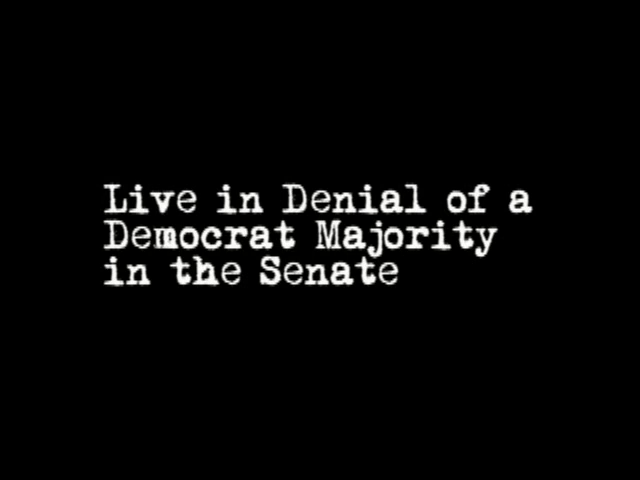 Live in Denial of a
Democrat Majority
in the Senate